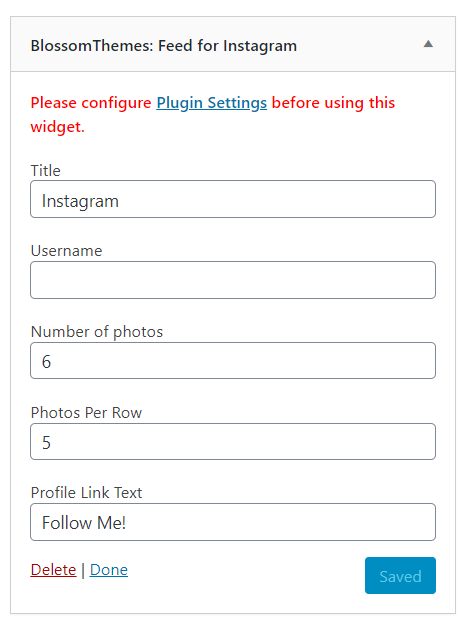 BlossomThemes: Feed for Instagram
Please configure Plugin Settings before using this
widget.
Title
Instagram
Username
Number of photos
6
Photos Per Row
5
Profile Link Text
Follow Me!
Delete | Done
Saved